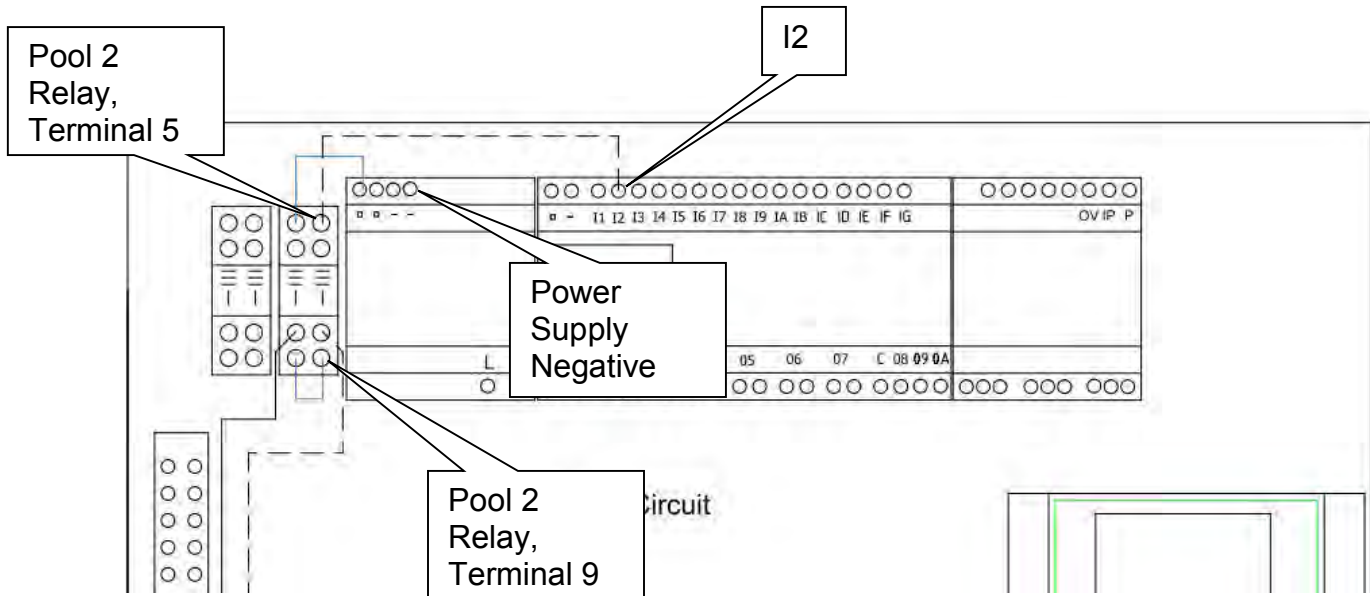 I2
Pool 2
Relay,
Terminal 5
- - I1 I2 I3 I4 I5 I6 I7 I8 I9 IA IB IC ID IE IF IG
OV IP P
Power
Supply
Negative
L
05 06 07 C 08 09 0A
Pool 2
Relay,
Terminal 9
Circuit